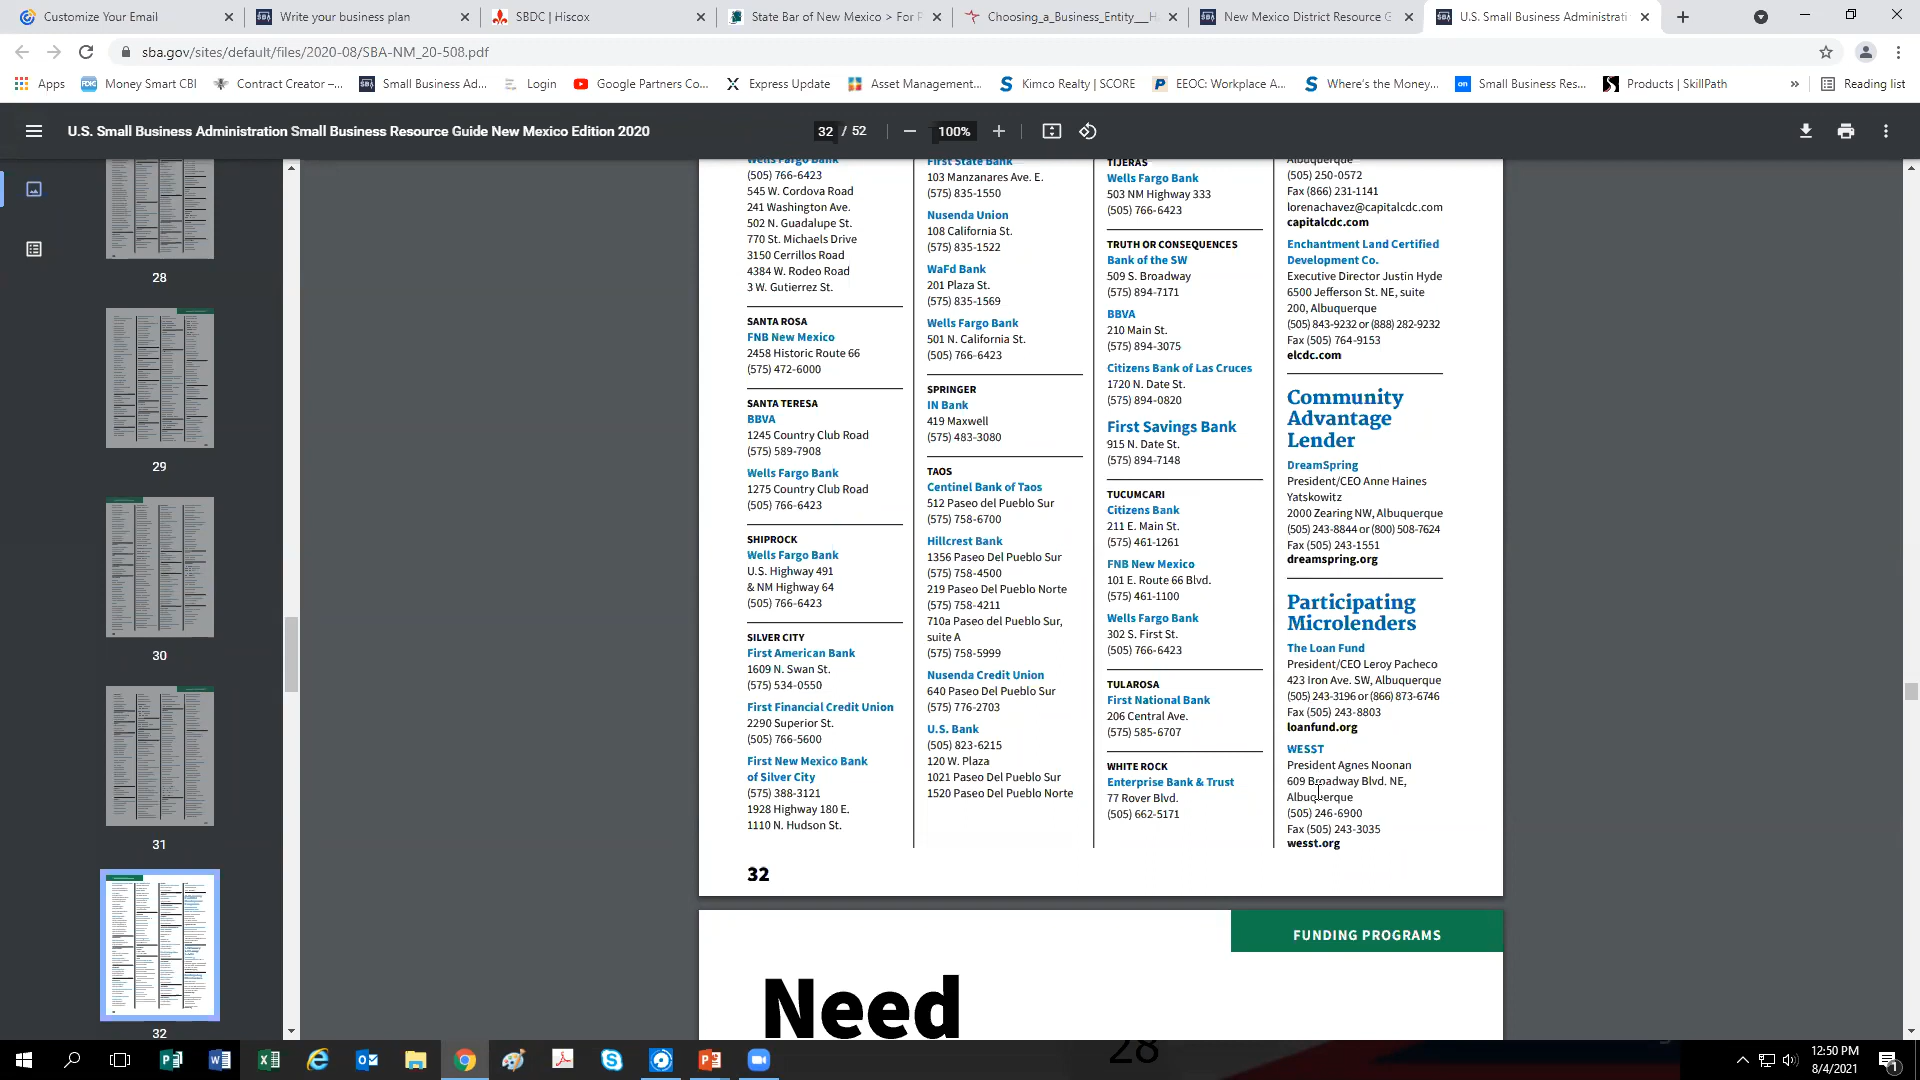 Customize Your Email
Write your business plan
SBDC | Hiscox
State Bar of New Mexico > For P
Choosing_a_Business_Entity__H
New Mexico District Resource G
U.S. Small Business Administrati
sba.gov/sites/default/files/2020-08/SBA-NM_20-508.pdf
Apps
Money Smart CBI
Contract Creator –...
Small Business Ad...
Login
Google Partners Co...
Express Update
Asset Management...
Kimco Realty | SCORE
EEOC: Workplace A...
Where's the Money...
Small Business Res...
Products | SkillPath
»
Reading list
U.S. Small Business Administration Small Business Resource Guide New Mexico Edition 2020
32 / 52
100%
28
29
30
31
32
Wells Fargo Bank
(505) 766-6423
545 W. Cordova Road
241 Washington Ave.
502 N. Guadalupe St.
770 St. Michaels Drive
3150 Cerrillos Road
4384 W. Rodeo Road
3 W. Gutierrez St.
SANTA ROSA
FNB New Mexico
2458 Historic Route 66
(575) 472-6000
SANTA TERESA
BBVA
1245 Country Club Road
(575) 589-7908
Wells Fargo Bank
1275 Country Club Road
(505) 766-6423
SHIPROCK
Wells Fargo Bank
U.S. Highway 491
& NM Highway 64
(505) 766-6423
SILVER CITY
First American Bank
1609 N. Swan St.
(575) 534-0550
First Financial Credit Union
2290 Superior St.
(505) 766-5600
First New Mexico Bank
of Silver City
(575) 388-3121
1928 Highway 180 E.
1110 N. Hudson St.
First State Bank
103 Manzanares Ave. E.
(575) 835-1550
Nusenda Union
108 California St.
(575) 835-1522
WaFd Bank
201 Plaza St.
(575) 835-1569
Wells Fargo Bank
501 N. California St.
(505) 766-6423
SPRINGER
IN Bank
419 Maxwell
(575) 483-3080
TAOS
Centinel Bank of Taos
512 Paseo del Pueblo Sur
(575) 758-6700
Hillcrest Bank
1356 Paseo Del Pueblo Sur
(575) 758-4500
219 Paseo Del Pueblo Norte
(575) 758-4211
710a Paseo del Pueblo Sur,
suite A
(575) 758-5999
Nusenda Credit Union
640 Paseo Del Pueblo Sur
(575) 776-2703
U.S. Bank
(505) 823-6215
120 W. Plaza
1021 Paseo Del Pueblo Sur
1520 Paseo Del Pueblo Norte
TIJERAS
Wells Fargo Bank
503 NM Highway 333
(505) 766-6423
TRUTH OR CONSEQUENCES
Bank of the SW
509 S. Broadway
(575) 894-7171
BBVA
210 Main St.
(575) 894-3075
Citizens Bank of Las Cruces
1720 N. Date St.
(575) 894-0820
First Savings Bank
915 N. Date St.
(575) 894-7148
TUCUMCARI
Citizens Bank
211 E. Main St.
(575) 461-1261
FNB New Mexico
101 E. Route 66 Blvd.
(575) 461-1100
Wells Fargo Bank
302 S. First St.
(505) 766-6423
TULAROSA
First National Bank
206 Central Ave.
(575) 585-6707
WHITE ROCK
Enterprise Bank & Trust
77 Rover Blvd.
(505) 662-5171
Albuquerque
(505) 250-0572
Fax (866) 231-1141
lorenachavez@capitalcdc.com
capitalcdc.com
Enchantment Land Certified
Development Co.
Executive Director Justin Hyde
6500 Jefferson St. NE, suite
200, Albuquerque
(505) 843-9232 or (888) 282-9232
Fax (505) 764-9153
elcdc.com
Community
Advantage
Lender
DreamSpring
President/CEO Anne Haines
Yatskowitz
2000 Zearing NW, Albuquerque
(505) 243-8844 or (800) 508-7624
Fax (505) 243-1551
dreamspring.org
Participating
Microlenders
The Loan Fund
President/CEO Leroy Pacheco
423 Iron Ave. SW, Albuquerque
(505) 243-3196 or (866) 873-6746
Fax (505) 243-8803
loanfund.org
WESST
President Agnes Noonan
609 Broadway Blvd. NE,
Albuquerque
(505) 246-6900
Fax (505) 243-3035
wesst.org
32
FUNDING PROGRAMS
Need
28
12:50 PM
8/4/2021